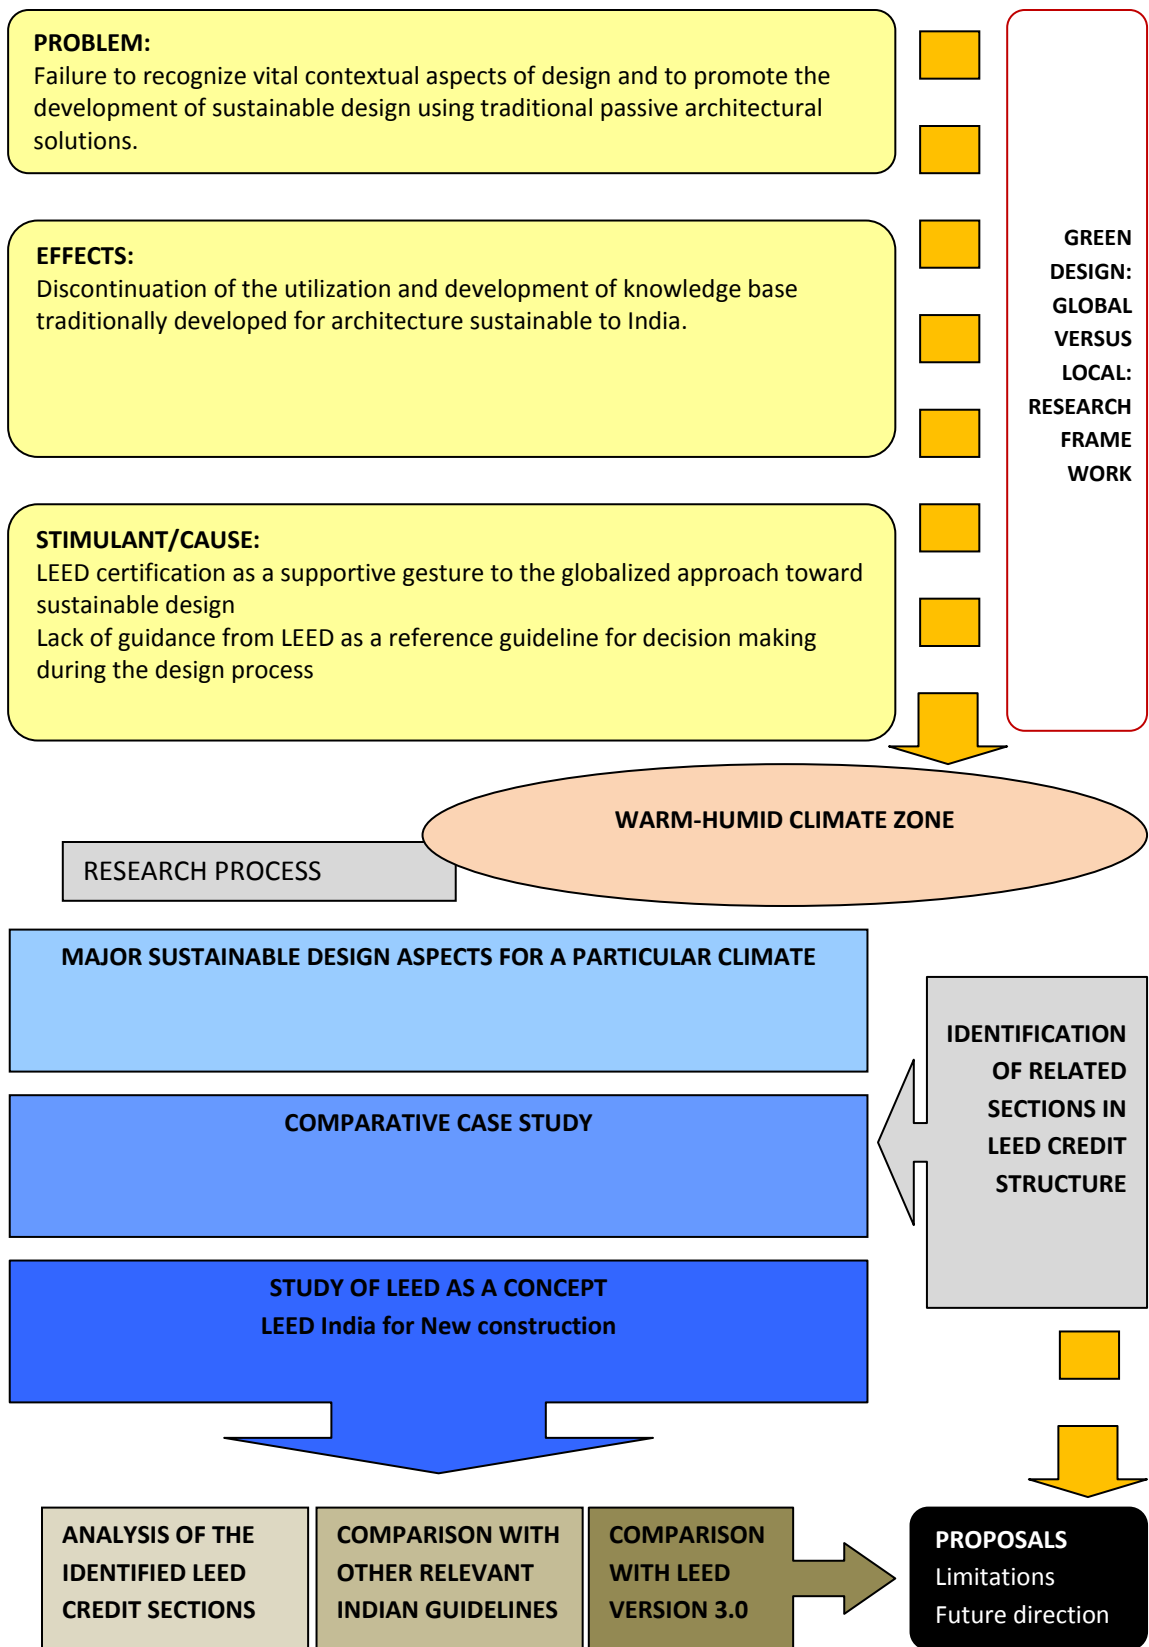 PROBLEM:
Failure to recognize vital contextual aspects of design and to promote the
development of sustainable design using traditional passive architectural
solutions.
EFFECTS:
Discontinuation of the utilization and development of knowledge base
traditionally developed for architecture sustainable to India.
STIMULANT/CAUSE:
LEED certification as a supportive gesture to the globalized approach toward
sustainable design
Lack of guidance from LEED as a reference guideline for decision making
during the design process
GREEN
DESIGN:
GLOBAL
VERSUS
LOCAL:
RESEARCH
FRAME
WORK
WARM-HUMID CLIMATE ZONE
RESEARCH PROCESS
MAJOR SUSTAINABLE DESIGN ASPECTS FOR A PARTICULAR CLIMATE
COMPARATIVE CASE STUDY
STUDY OF LEED AS A CONCEPT
LEED India for New construction
IDENTIFICATION
OF RELATED
SECTIONS IN
LEED CREDIT
STRUCTURE
ANALYSIS OF THE
IDENTIFIED LEED
CREDIT SECTIONS
COMPARISON WITH
OTHER RELEVANT
INDIAN GUIDELINES
COMPARISON
WITH LEED
VERSION 3.0
PROPOSALS
Limitations
Future direction